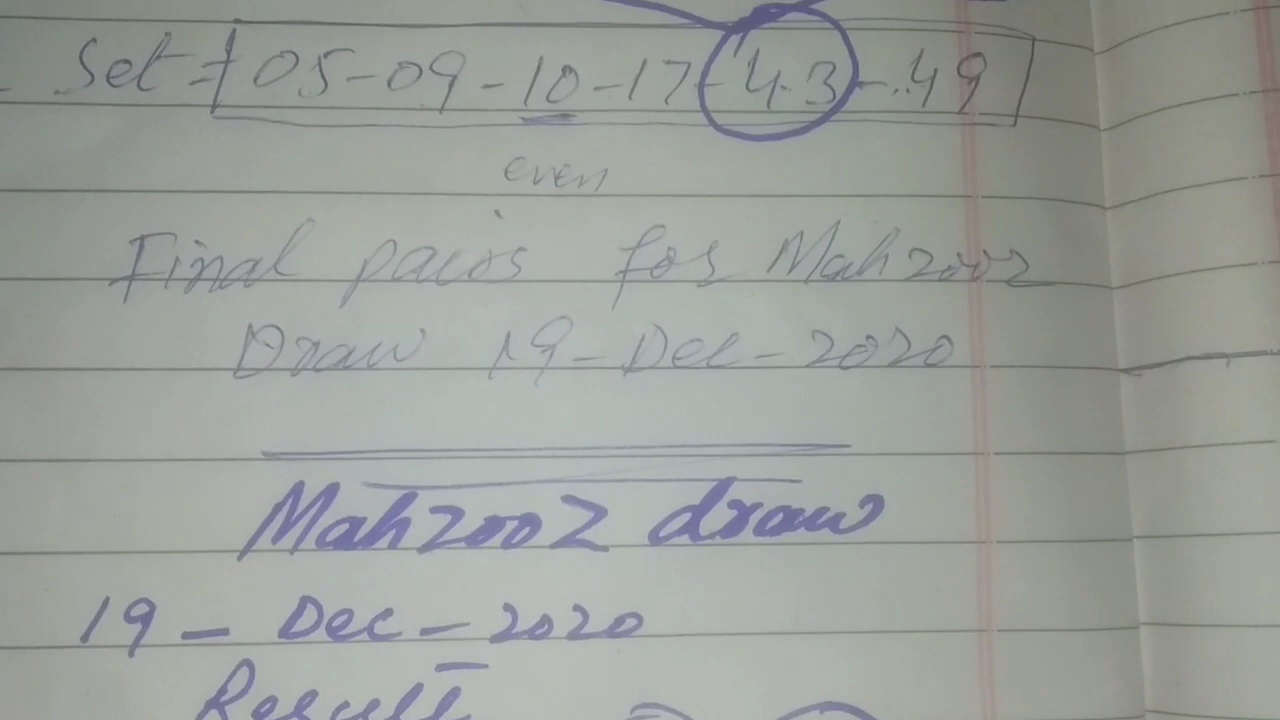 Set = 05-09-10-17-43-49
even
Final pairs for Mahzooz
Draw 19-Dec-2020
Mahzooz draw
19 - Dec - 2020
Result